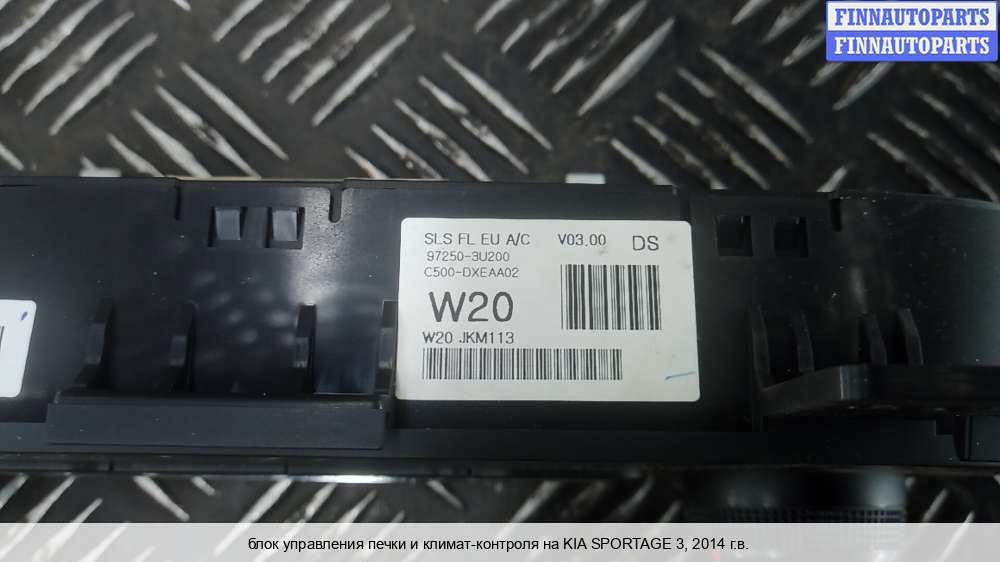 FINNAUTOPARTS
FINNAUTOPARTS
SLS FL EU A/C V03.00 DS
97250-3U200
C500-DXEAA02
W20
W20 JKM113
блок управления печки и климат-контроля на KIA SPORTAGE 3, 2014 г.в.